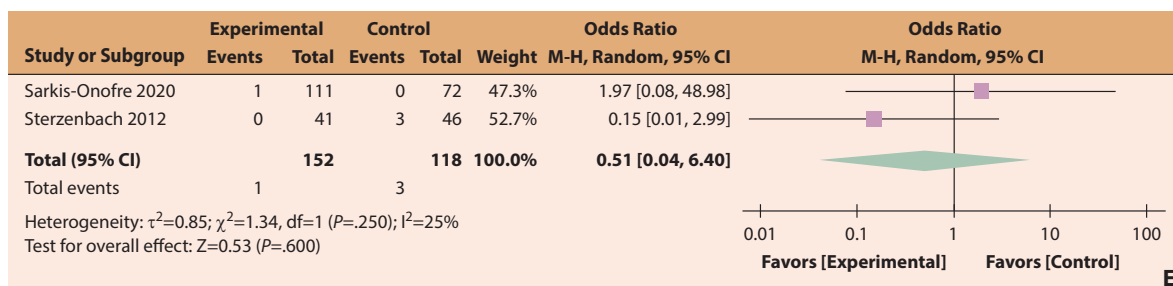 Experimental Control Odds Ratio Odds Ratio
Study or Subgroup Events Total Events Total Weight M-H, Random, 95% CI M-H, Random, 95% CI
Sarkis-Onofre 2020 1 111 0 72 47.3% 1.97 [0.08, 48.98]
Sterzenbach 2012 0 41 3 46 52.7% 0.15 [0.01, 2.99]
Total (95% CI) 152 118 100.0% 0.51 [0.04, 6.40]
Total events 1 3
Heterogeneity: τ²=0.85; χ²=1.34, df=1 (P=.250); I²=25%
Test for overall effect: Z=0.53 (P=.600)
0.01 0.1 1 10 100
Favors [Experimental] Favors [Control]